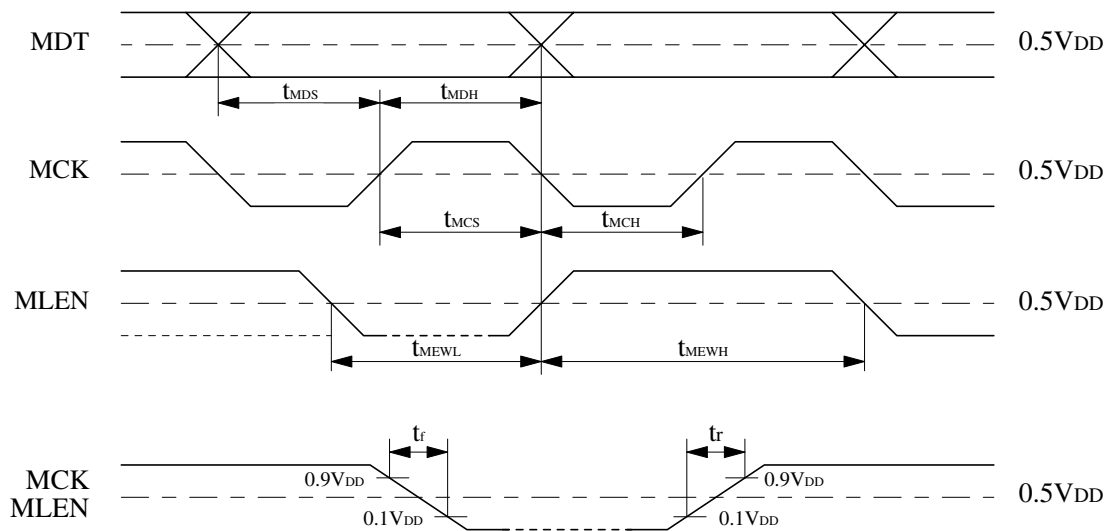 MDT
0.5VDD
tMDS
tMDH
MCK
0.5VDD
tMCS
tMCH
MLEN
0.5VDD
tMEWL
tMEWH
tf
tr
MCK
MLEN
0.9VDD
0.9VDD
0.5VDD
0.1VDD
0.1VDD